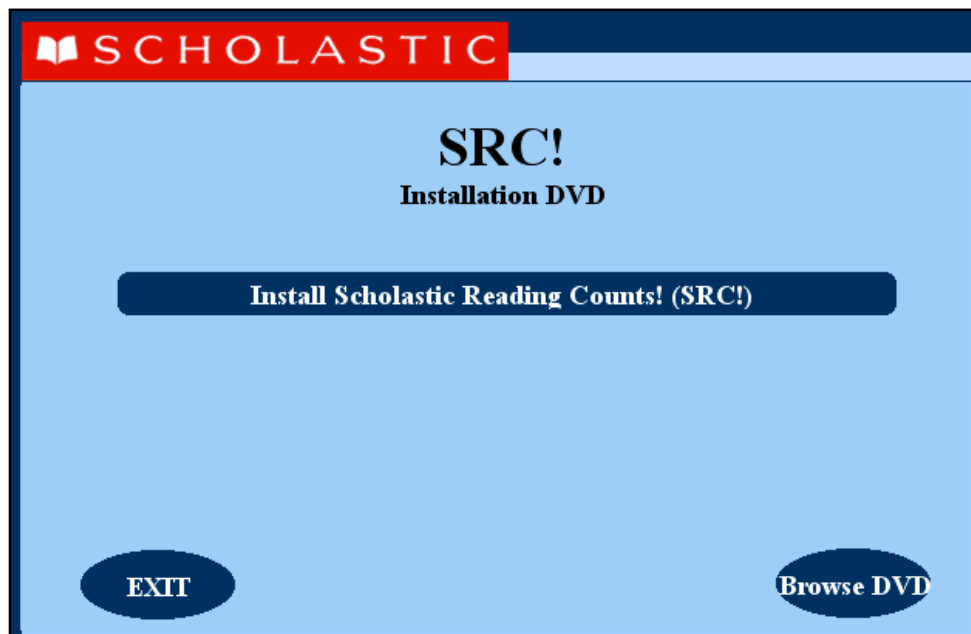 SCHOLASTIC
SRC!
Installation DVD
Install Scholastic Reading Counts! (SRC!)
EXIT
Browse DVD